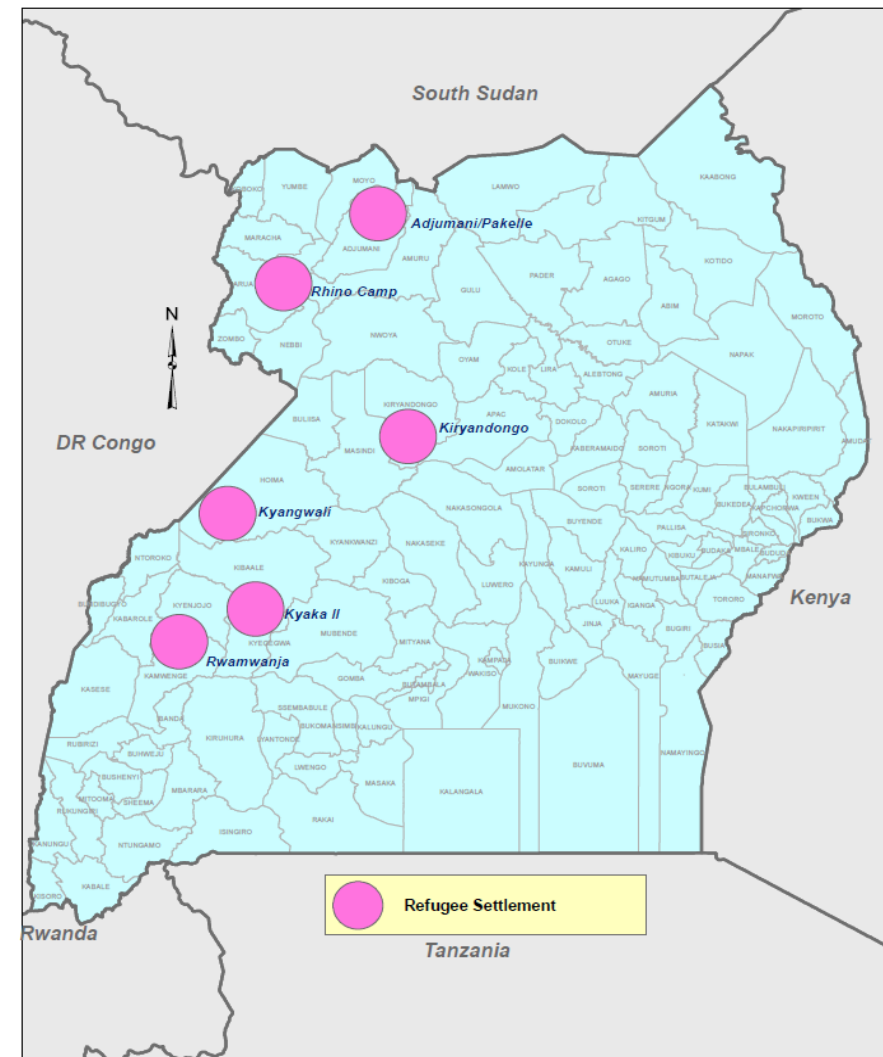 South Sudan
KAABONG
MOYO
LAMWO
YUMBE
KITGUM
Adjumani/Pakelle
MARACHA
ADJUMANI
AMURU
KOTIDO
PADER
AGAGO
Rhino Camp
GULU
ABIM
MOROTO
N
ZOMBO
NEBBI
NWOYA
OTUKE
NAPAK
OYAM
KOLE
LIRA
ALEBTONG
AMURIA
KIRYANDONGO
APAC
BULIISA
DOKOLO
KATAKWI
NAKAPIRIPIRIT
Kiryandongo
DR Congo
MASINDI
KABERAMAIDO
SOROTI
AMOLATAR
HOIMA
SOROTI
SERERE
NGORA
KUMI
BULAMBULI
BUKEDEA
KWEEN
Kyangwali
NAKASONGOLA
BUYENDE
BUKWA
PALLISA
KYANKWANZI
NAKASEKE
KALIRO
KIBUKU
BUDAKA
MBALE
NTOROKO
KIBAALE
KAYUNGA
KAMULI
KIBOGA
LUWERO
BUTALEJA
KYENJOJO
LUUKA
IGANGA
TORORO
Kenya
KABAROLE
Kyaka II
MUBENDE
MITYANA
JINJA
BUGIRI
KYEGEGWA
BUSIA
Rwamwanja
KAMPALA
WAKISO
BUIKWE
KAMWENGE
GOMBA
MAYUGE
KASESE
MPIGI
MUKONO
SSEMBABULE
IBANDA
KALUNGU
KIRUHURA
LYANTONDE
RUBIRIZI
BUHWEJU
NAMAYINGO
BUVUMA
LWENGO
BUSHENYI
MASAKA
KALANGALA
MBARARA
MITOOMA
SHEEMA
RUKUNGIRI
RAKAI
ISINGIRO
KANUNGU
NTUNGAMO
KABALE
KISORO
Refugee Settlement
Rwanda
Tanzania